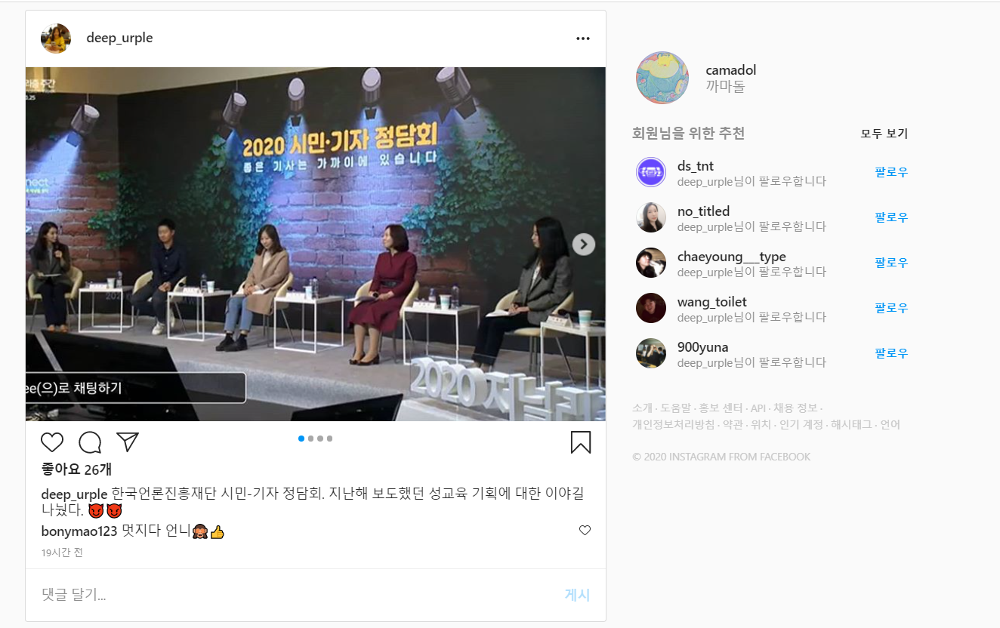 deep_urple
리즘주간
0.25
2020 시민·기자 정담회
좋은 기사는 가까이에 있습니다
nect
2020 저널리
ee(으)로 채팅하기
좋아요 26개
deep_urple 한국언론진흥재단 시민-기자 정담회. 지난해 보도했던 성교육 기획에 대한 이야길
나눴다. 😈😈
bonymao123 멋지다 언니🙈👍
19시간 전
댓글 달기...
게시
camadol
까마돌
회원님을 위한 추천
모두 보기
ds_tnt
팔로우
deep_urple님이 팔로우합니다
no_titled
팔로우
deep_urple님이 팔로우합니다
chaeyoung___type
팔로우
deep_urple님이 팔로우합니다
wang_toilet
팔로우
deep_urple님이 팔로우합니다
900yuna
팔로우
deep_urple님이 팔로우합니다
소개 · 도움말 · 홍보 센터 · API · 채용 정보 ·
개인정보처리방침 · 약관 · 위치 · 인기 계정 · 해시태그 · 언어
© 2020 INSTAGRAM FROM FACEBOOK